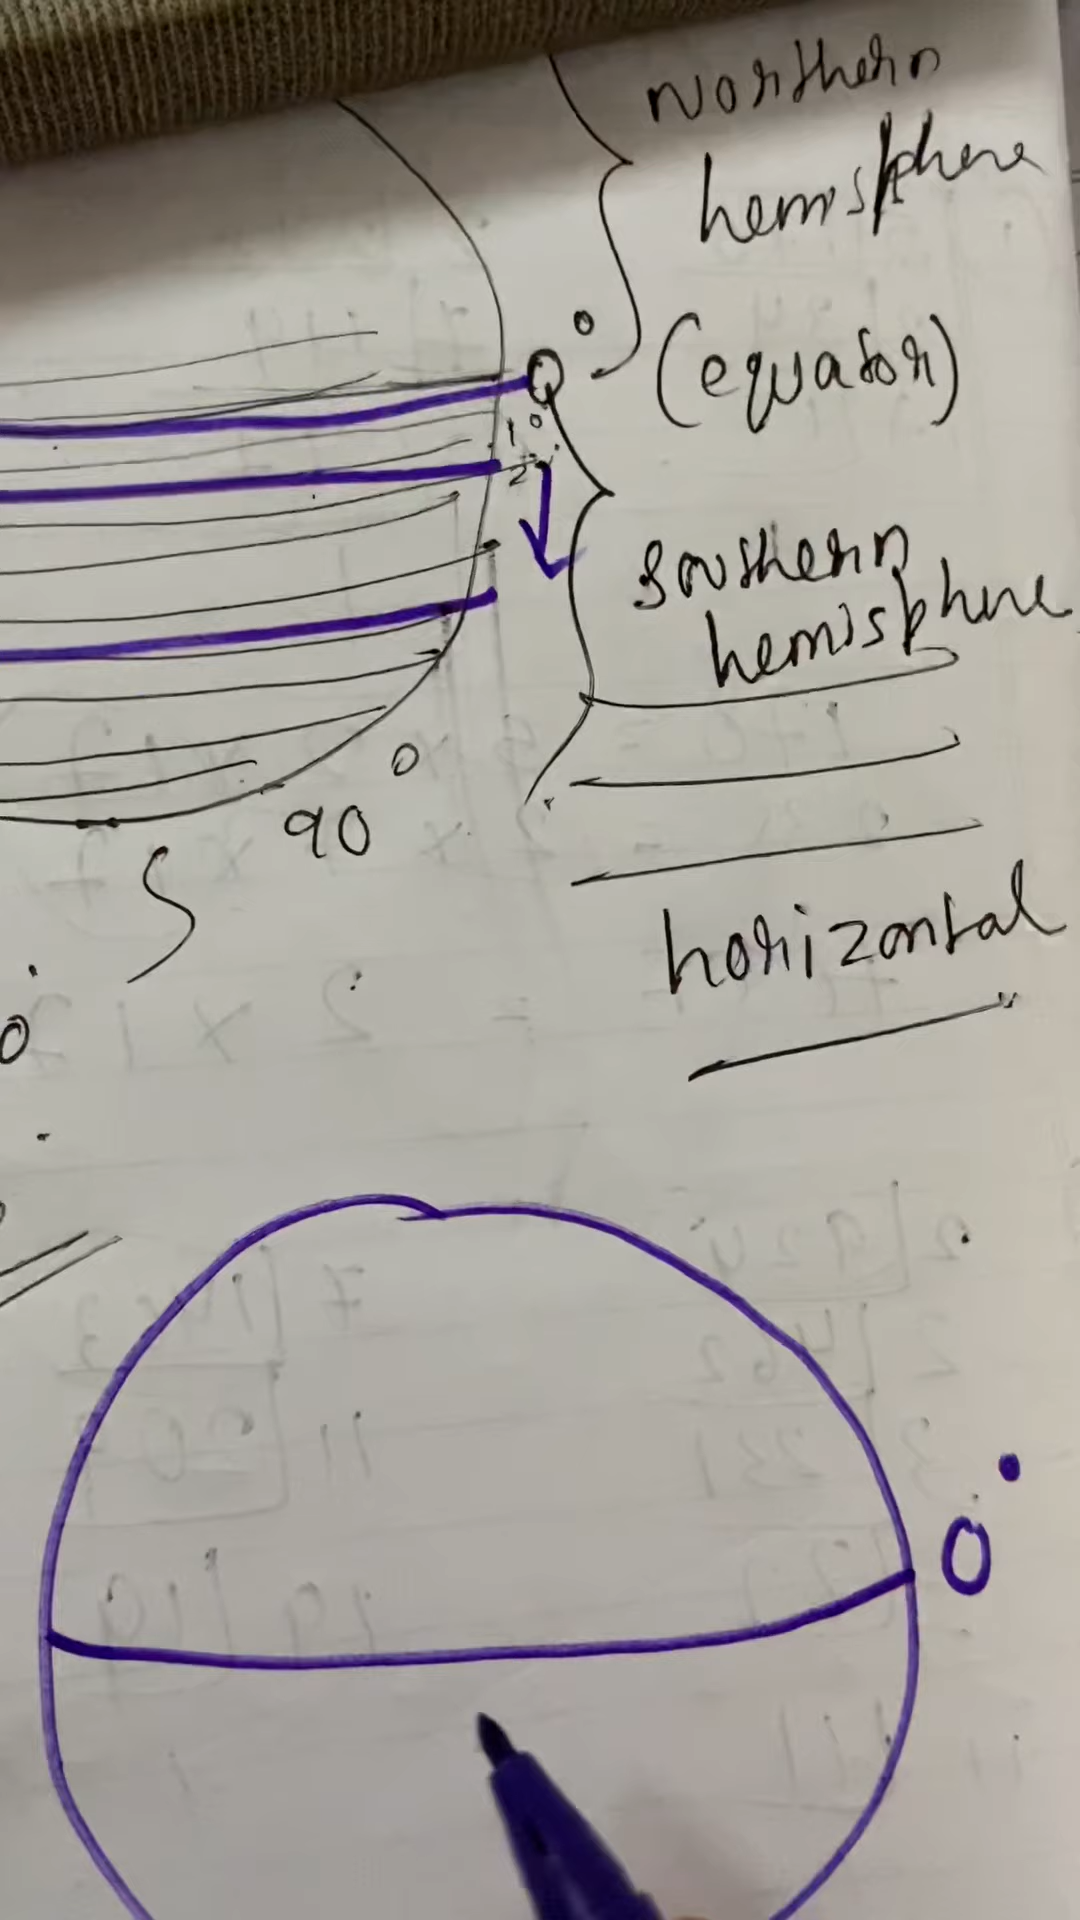 Northern
hemisphere
0°
(equator)
1°
2°
Southern
hemisphere
90°
S
horizontal
0°